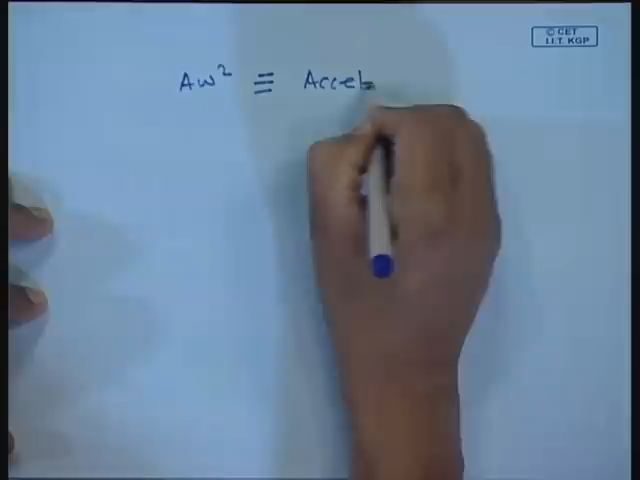 © CET
I.I.T. KGP
Aω² ≡ Accel